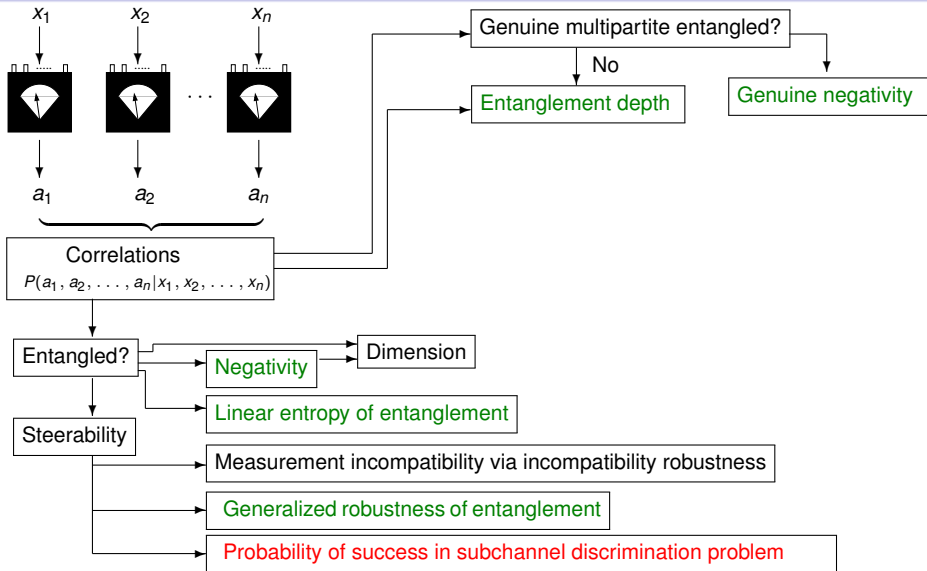 x1 x2 xn
..... ..... .....
. . .
a1 a2 an
Correlations
P(a1, a2, . . . , an|x1, x2, . . . , xn)
Genuine multipartite entangled?
No
Entanglement depth
Genuine negativity
Entangled?
Dimension
Negativity
Linear entropy of entanglement
Steerability
Measurement incompatibility via incompatibility robustness
Generalized robustness of entanglement
Probability of success in subchannel discrimination problem